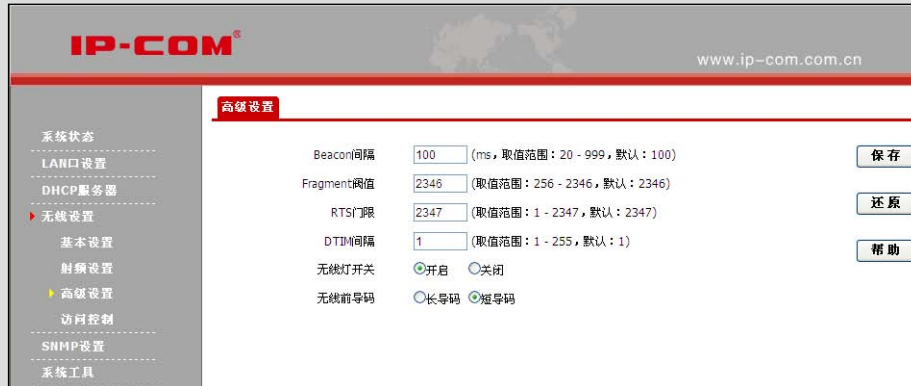 IP-COM®
www.ip-com.com.cn
高级设置
系统状态
LAN口设置
DHCP服务器
无线设置
基本设置
射频设置
高级设置
访问控制
SNMP设置
系统工具
Beacon间隔 100 (ms，取值范围：20 - 999，默认：100)
Fragment阀值 2346 (取值范围：256 - 2346，默认：2346)
RTS门限 2347 (取值范围：1 - 2347，默认：2347)
DTIM间隔 1 (取值范围：1 - 255，默认：1)
无线灯开关 开启 关闭
无线前导码 长导码 短导码
保存
还原
帮助